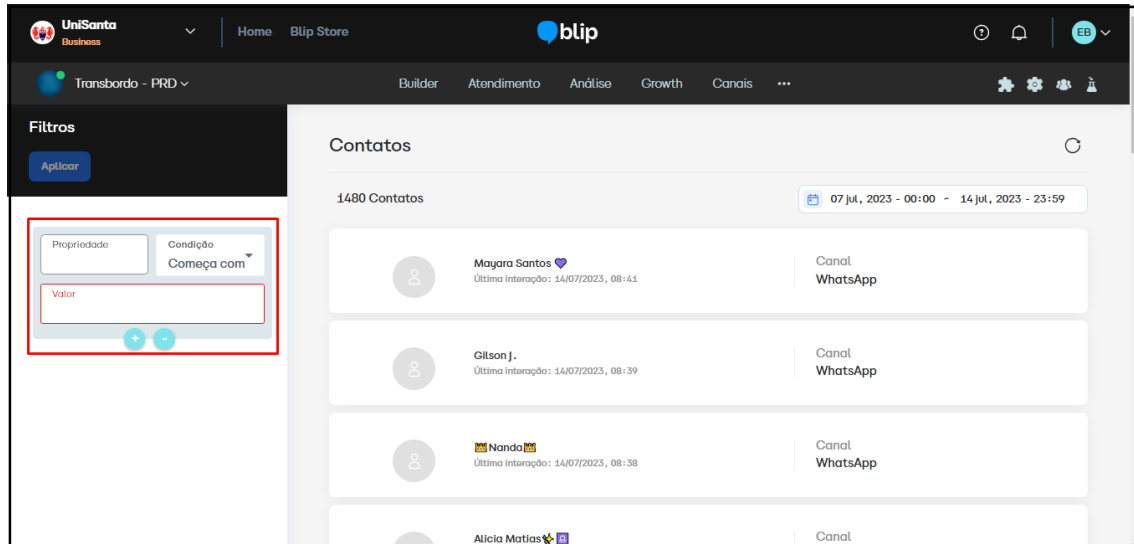 UniSanta
Business
Home Blip Store
blip
EB
Transbordo - PRD
Builder Atendimento Análise Growth Canais ...
Filtros
Aplicar
Contatos
1480 Contatos
07 jul, 2023 - 00:00 - 14 jul, 2023 - 23:59
Propriedade
Condição
Começa com
Valor
+ -
Mayara Santos 💜
Última interação: 14/07/2023, 08:41
Canal
WhatsApp
Gilson J.
Última interação: 14/07/2023, 08:39
Canal
WhatsApp
👑Nanda👑
Última interação: 14/07/2023, 08:38
Canal
WhatsApp
Alicia Matias
Canal